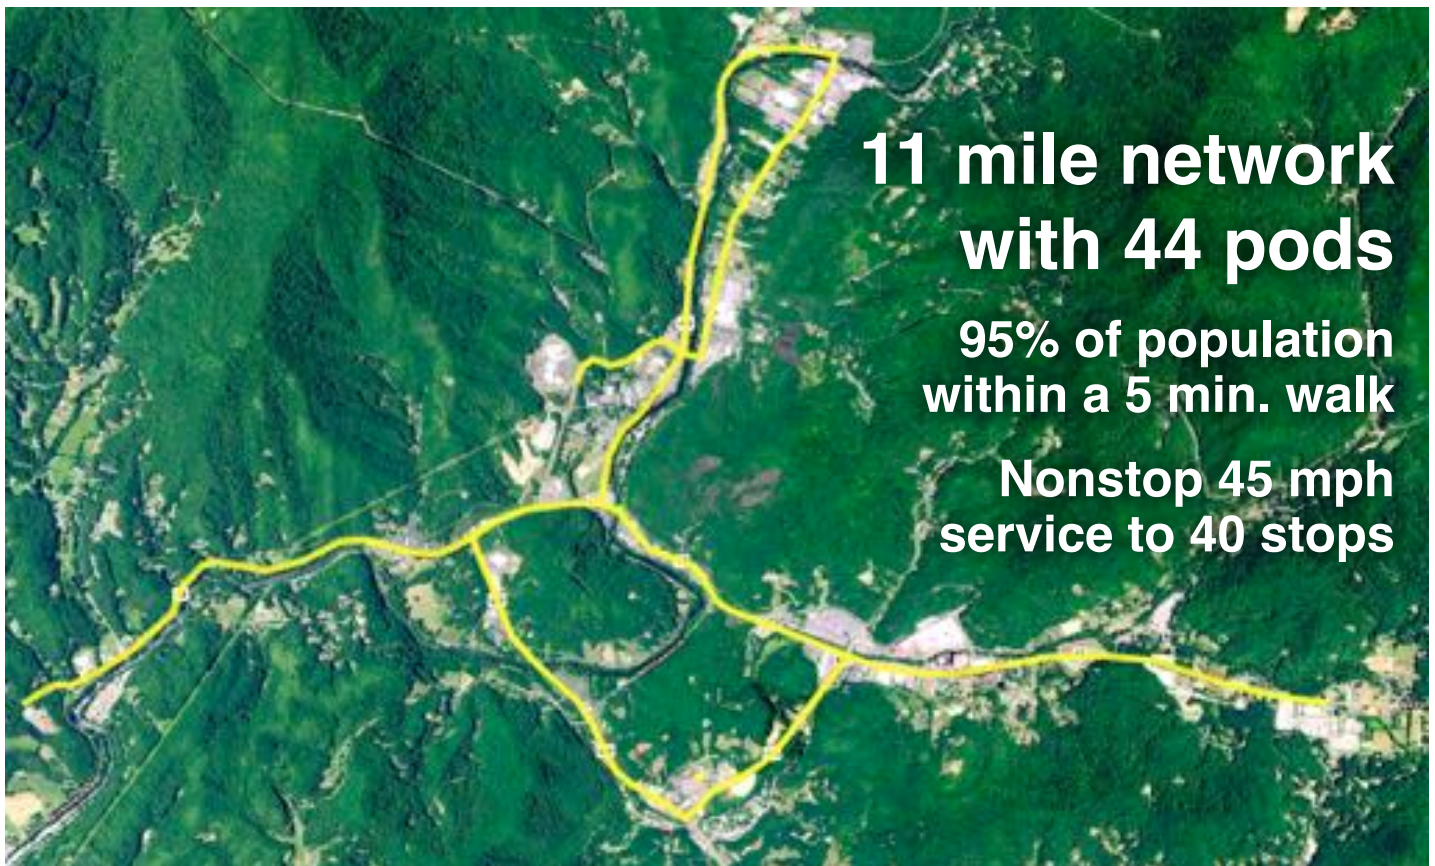 11 mile network
with 44 pods
95% of population
within a 5 min. walk
Nonstop 45 mph
service to 40 stops